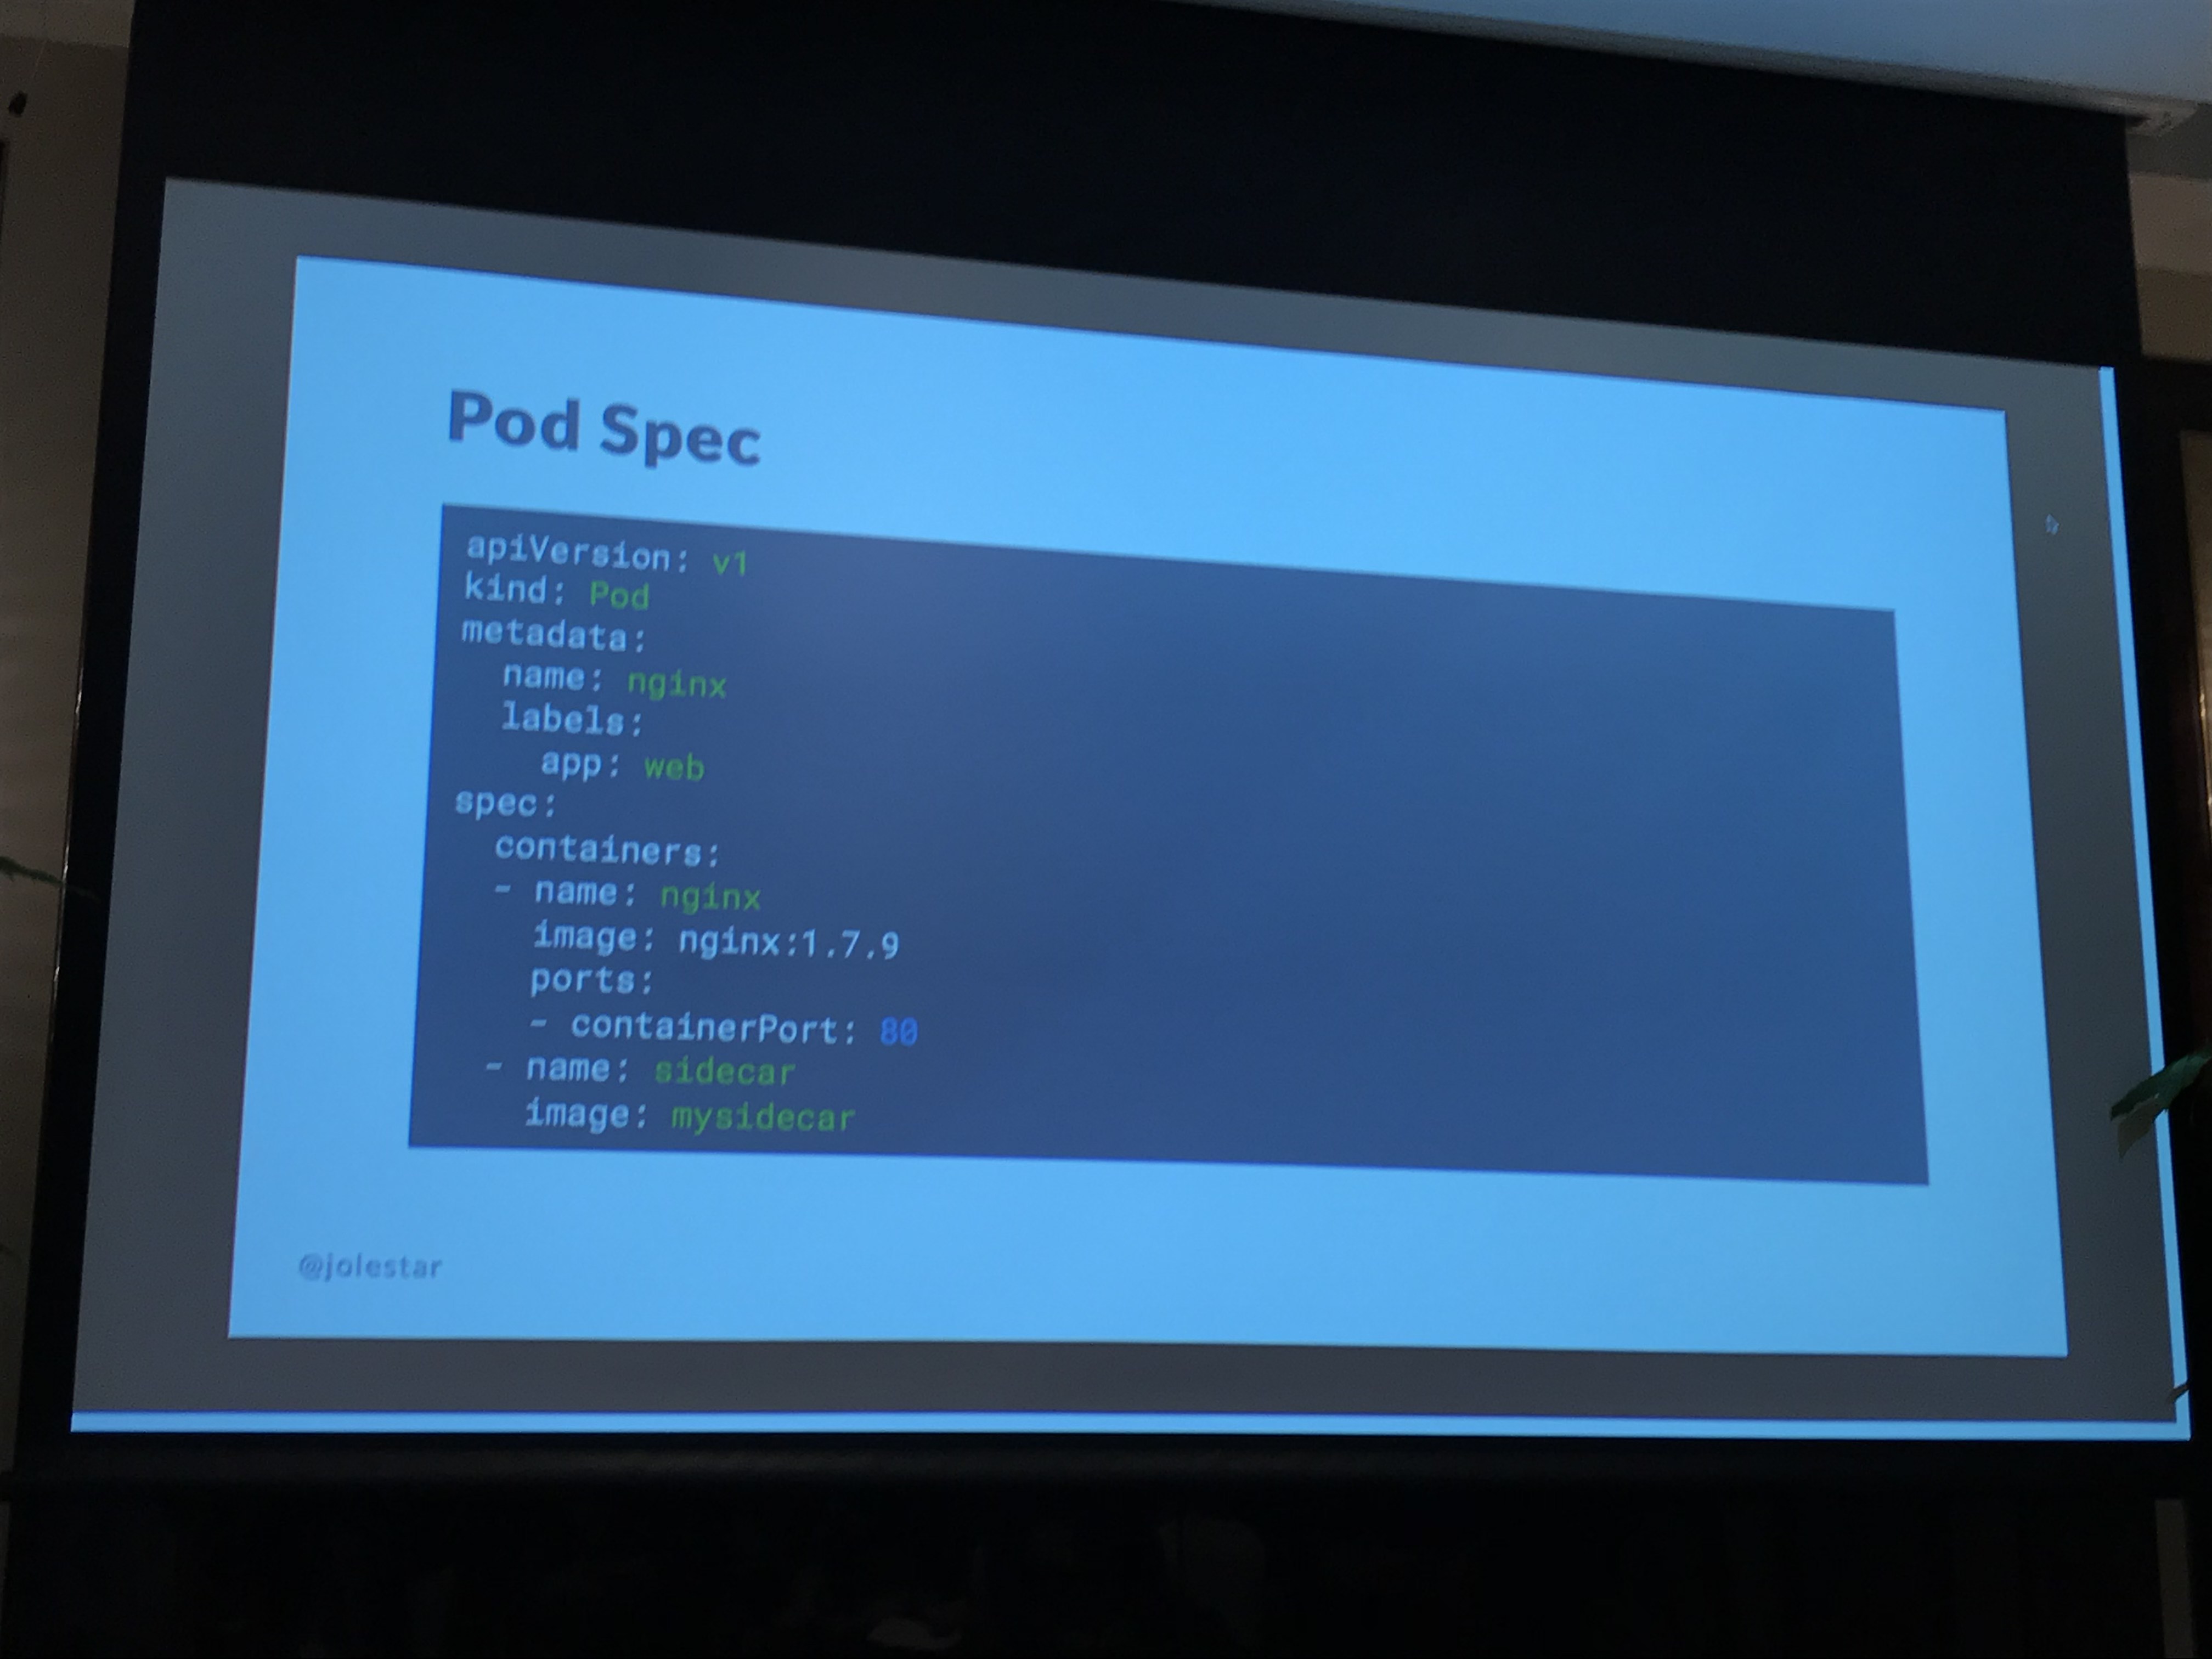 Pod Spec
apiVersion: v1
kind: Pod
metadata:
  name: nginx
  labels:
    app: web
spec:
  containers:
  - name: nginx
    image: nginx:1.7.9
    ports:
    - containerPort: 80
  - name: sidecar
    image: mysidecar
@jolestar